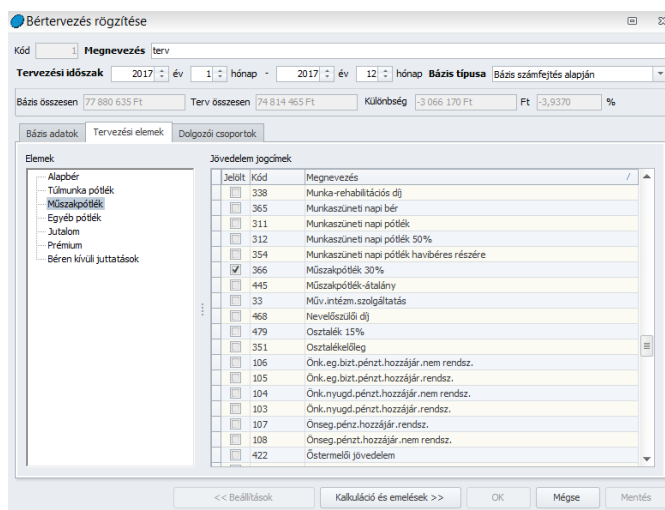 Bértervezés rögzítése
Kód 1 Megnevezés terv
Tervezési időszak 2017 év 1 hónap - 2017 év 12 hónap Bázis típusa Bázis számfejtés alapján
Bázis összesen 77 880 635 Ft Terv összesen 74 814 465 Ft Különbség -3 066 170 Ft Ft -3,9370 %
Bázis adatok Tervezési elemek Dolgozói csoportok
Elemek
Alapbér
Túlmunka pótlék
Műszakpótlék
Egyéb pótlék
Jutalom
Prémium
Béren kívüli juttatások
Jövedelem jogcímek
Jelölt Kód Megnevezés
338 Munka-rehabilitációs díj
365 Munkaszüneti napi bér
311 Munkaszüneti napi pótlék
312 Munkaszüneti napi pótlék 50%
354 Munkaszüneti napi pótlék havibéres részére
366 Műszakpótlék 30%
445 Műszakpótlék-átalány
33 Műv.intézm.szolgáltatás
468 Nevelőszülői díj
479 Osztalék 15%
351 Osztalékelőleg
106 Önk.eg.bizt.pénzt.hozzájár.nem rendsz.
105 Önk.eg.bizt.pénzt.hozzájár.rendsz.
104 Önk.nyugd.pénzt.hozzájár.nem rendsz.
103 Önk.nyugd.pénzt.hozzájár.rendsz.
107 Önseg.pénz.hozzájár.rendsz.
108 Önseg.pénzt.hozzájár.nem rendsz.
422 Őstermelői jövedelem
<< Beállítások Kalkuláció és emelések >> OK Mégse Mentés